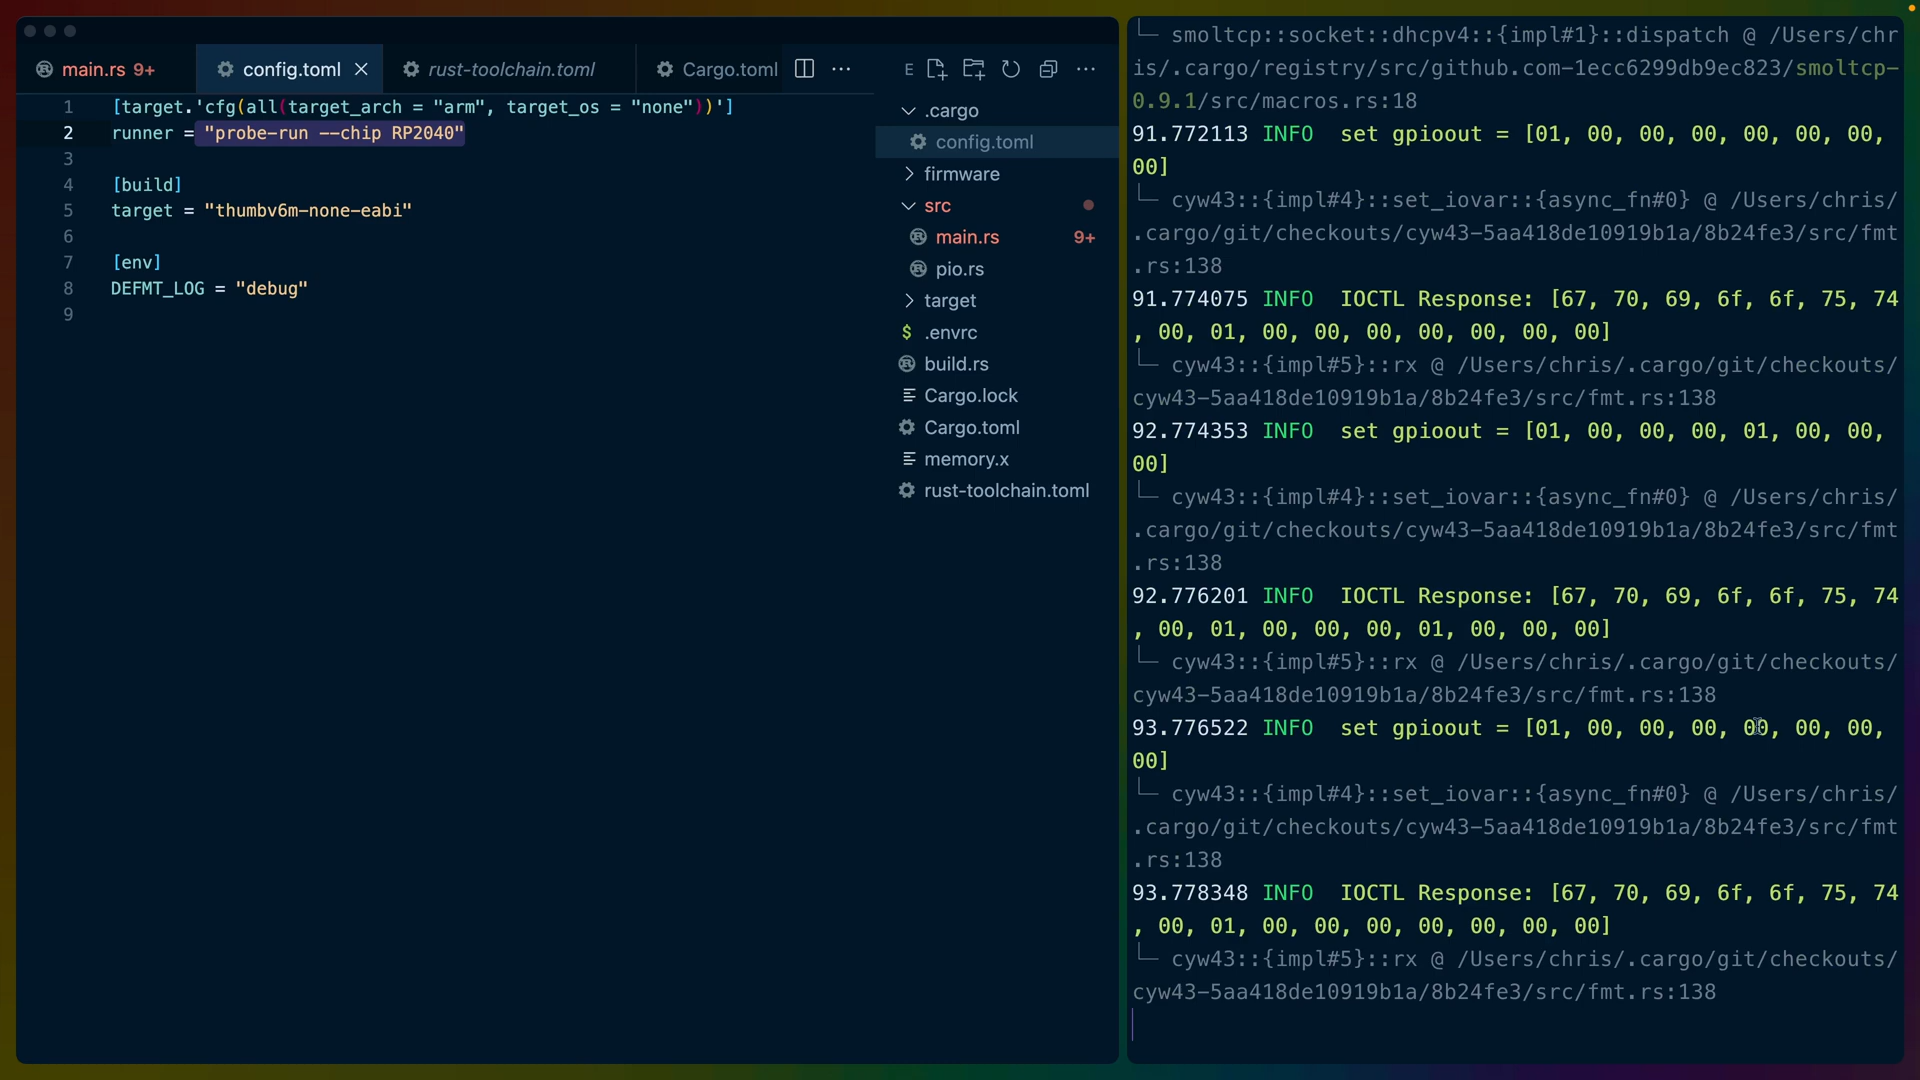 main.rs 9+ config.toml rust-toolchain.toml Cargo.toml
1 [target.'cfg(all(target_arch = "arm", target_os = "none"))']
2 runner = "probe-run --chip RP2040"
3
4 [build]
5 target = "thumbv6m-none-eabi"
6
7 [env]
8 DEFMT_LOG = "debug"
9
E
.cargo
config.toml
firmware
src
main.rs 9+
pio.rs
target
$ .envrc
build.rs
Cargo.lock
Cargo.toml
memory.x
rust-toolchain.toml
└─ smoltcp::socket::dhcpv4::{impl#1}::dispatch @ /Users/chr
is/.cargo/registry/src/github.com-1ecc6299db9ec823/smoltcp-
0.9.1/src/macros.rs:18
91.772113 INFO  set gpioout = [01, 00, 00, 00, 00, 00, 00,
00]
└─ cyw43::{impl#4}::set_iovar::{async_fn#0} @ /Users/chris/
.cargo/git/checkouts/cyw43-5aa418de10919b1a/8b24fe3/src/fmt
.rs:138
91.774075 INFO  IOCTL Response: [67, 70, 69, 6f, 6f, 75, 74
, 00, 01, 00, 00, 00, 00, 00, 00, 00]
└─ cyw43::{impl#5}::rx @ /Users/chris/.cargo/git/checkouts/
cyw43-5aa418de10919b1a/8b24fe3/src/fmt.rs:138
92.774353 INFO  set gpioout = [01, 00, 00, 00, 01, 00, 00,
00]
└─ cyw43::{impl#4}::set_iovar::{async_fn#0} @ /Users/chris/
.cargo/git/checkouts/cyw43-5aa418de10919b1a/8b24fe3/src/fmt
.rs:138
92.776201 INFO  IOCTL Response: [67, 70, 69, 6f, 6f, 75, 74
, 00, 01, 00, 00, 00, 01, 00, 00, 00]
└─ cyw43::{impl#5}::rx @ /Users/chris/.cargo/git/checkouts/
cyw43-5aa418de10919b1a/8b24fe3/src/fmt.rs:138
93.776522 INFO  set gpioout = [01, 00, 00, 00, 00, 00, 00,
00]
└─ cyw43::{impl#4}::set_iovar::{async_fn#0} @ /Users/chris/
.cargo/git/checkouts/cyw43-5aa418de10919b1a/8b24fe3/src/fmt
.rs:138
93.778348 INFO  IOCTL Response: [67, 70, 69, 6f, 6f, 75, 74
, 00, 01, 00, 00, 00, 00, 00, 00, 00]
└─ cyw43::{impl#5}::rx @ /Users/chris/.cargo/git/checkouts/
cyw43-5aa418de10919b1a/8b24fe3/src/fmt.rs:138